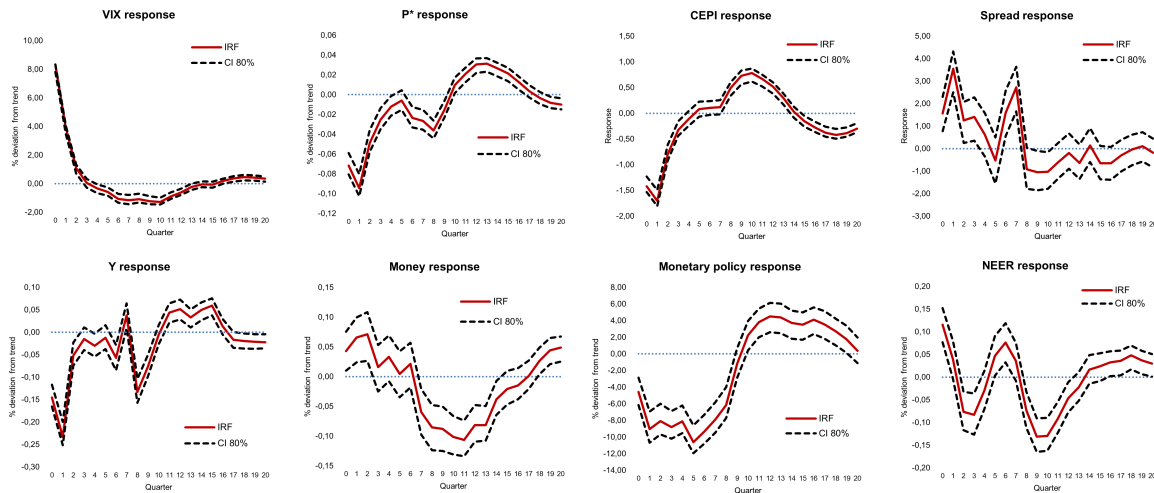 VIX response
10,00
8,00
6,00
4,00
2,00
0,00
-2,00
% deviation from trend
IRF
CI 80%
0 1 2 3 4 5 6 7 8 9 10 11 12 13 14 15 16 17 18 19 20
Quarter
P* response
0,06
0,04
0,02
0,00
-0,02
-0,04
-0,06
-0,08
-0,10
-0,12
% deviation from trend
IRF
CI 80%
0 1 2 3 4 5 6 7 8 9 10 11 12 13 14 15 16 17 18 19 20
Quarter
CEPI response
1,50
1,00
0,50
0,00
-0,50
-1,00
-1,50
-2,00
Response
IRF
CI 80%
0 1 2 3 4 5 6 7 8 9 10 11 12 13 14 15 16 17 18 19 20
Quarter
Spread response
5,00
4,00
3,00
2,00
1,00
0,00
-1,00
-2,00
-3,00
Response
IRF
CI 80%
0 1 2 3 4 5 6 7 8 9 10 11 12 13 14 15 16 17 18 19 20
Quarter
Y response
0,10
0,05
0,00
-0,05
-0,10
-0,15
-0,20
-0,25
-0,30
% deviation from trend
IRF
CI 80%
0 1 2 3 4 5 6 7 8 9 10 11 12 13 14 15 16 17 18 19 20
Quarter
Money response
0,15
0,10
0,05
0,00
-0,05
-0,10
-0,15
% deviation from trend
IRF
CI 80%
0 1 2 3 4 5 6 7 8 9 10 11 12 13 14 15 16 17 18 19 20
Quarter
Monetary policy response
8,00
6,00
4,00
2,00
0,00
-2,00
-4,00
-6,00
-8,00
-10,00
-12,00
-14,00
% deviation from trend
IRF
CI 80%
0 1 2 3 4 5 6 7 8 9 10 11 12 13 14 15 16 17 18 19 20
Quarter
NEER response
0,20
0,15
0,10
0,05
0,00
-0,05
-0,10
-0,15
-0,20
% deviation from trend
IRF
CI 80%
0 1 2 3 4 5 6 7 8 9 10 11 12 13 14 15 16 17 18 19 20
Quarter